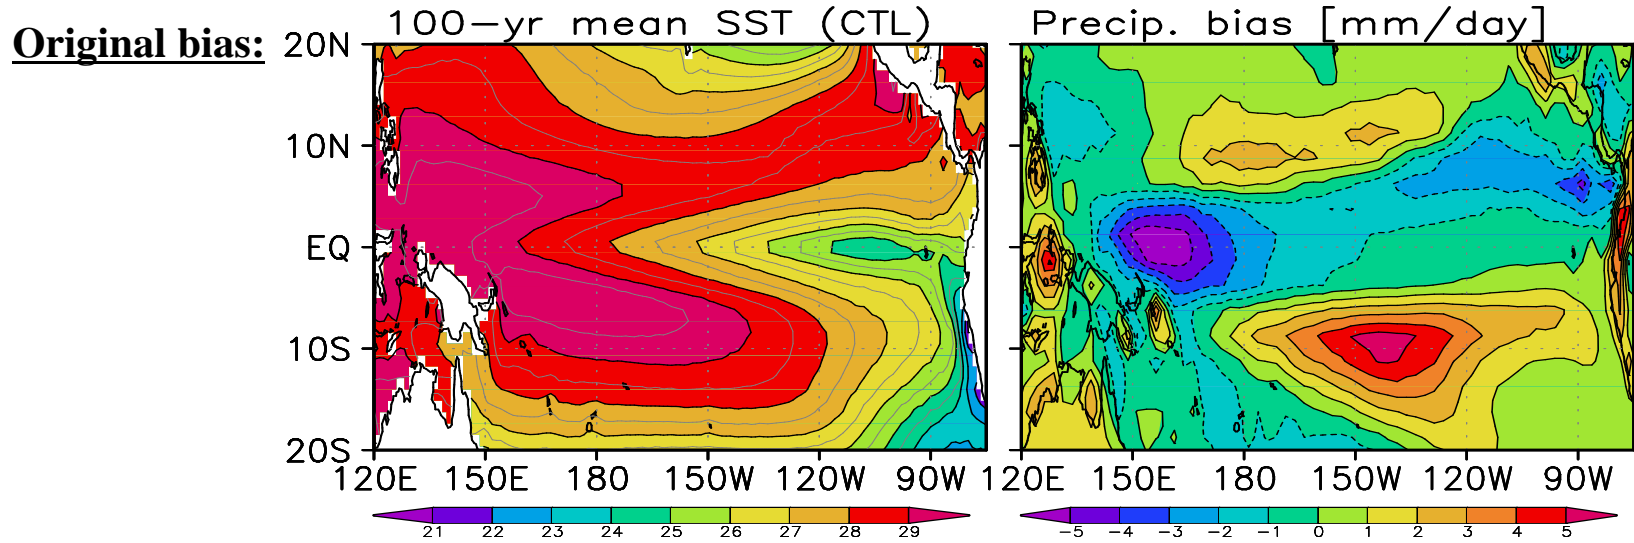 Original bias:
100-yr mean SST (CTL)
Precip. bias [mm/day]
20N
10N
EQ
10S
20S
120E 150E 180 150W 120W 90W
120E 150E 180 150W 120W 90W
21 22 23 24 25 26 27 28 29
-5 -4 -3 -2 -1 0 1 2 3 4 5